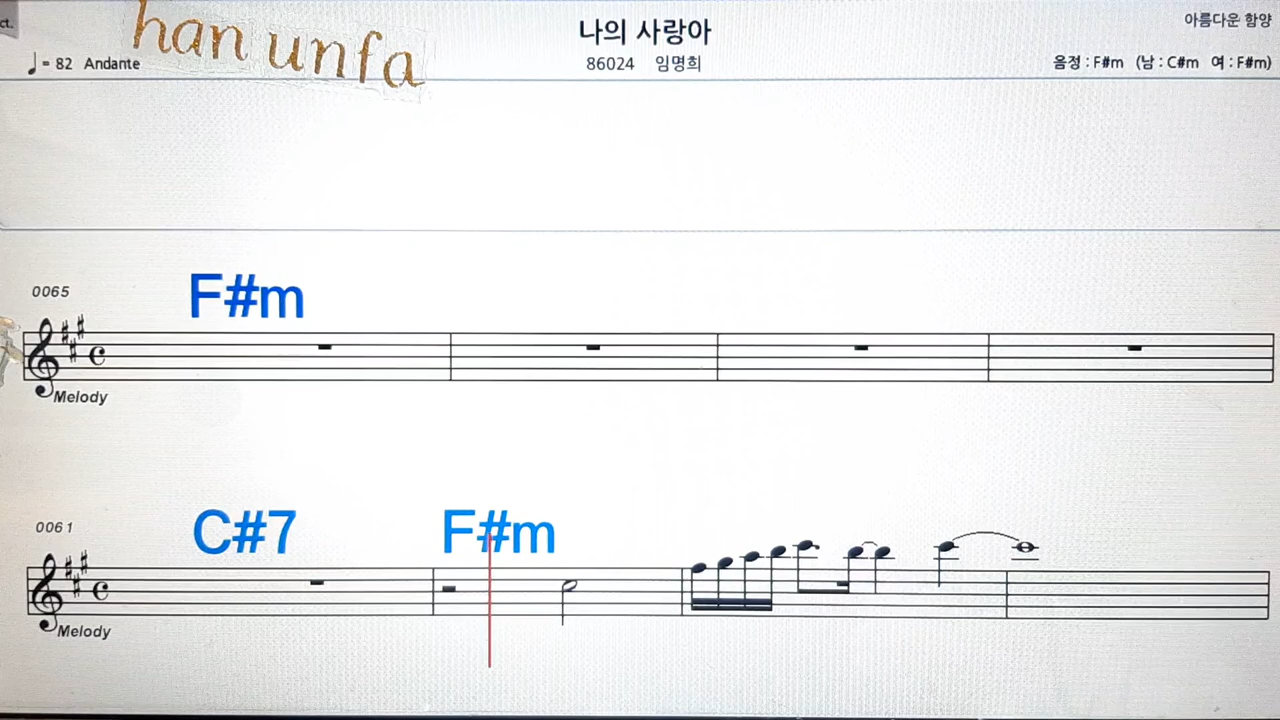 ct.
han unfa
나의 사랑아
아름다운 함양
♩= 82 Andante
86024 임명희
음정 : F#m (남 : C#m 여 : F#m)
F#m
0065
Melody
C#7 F#m
0061
Melody